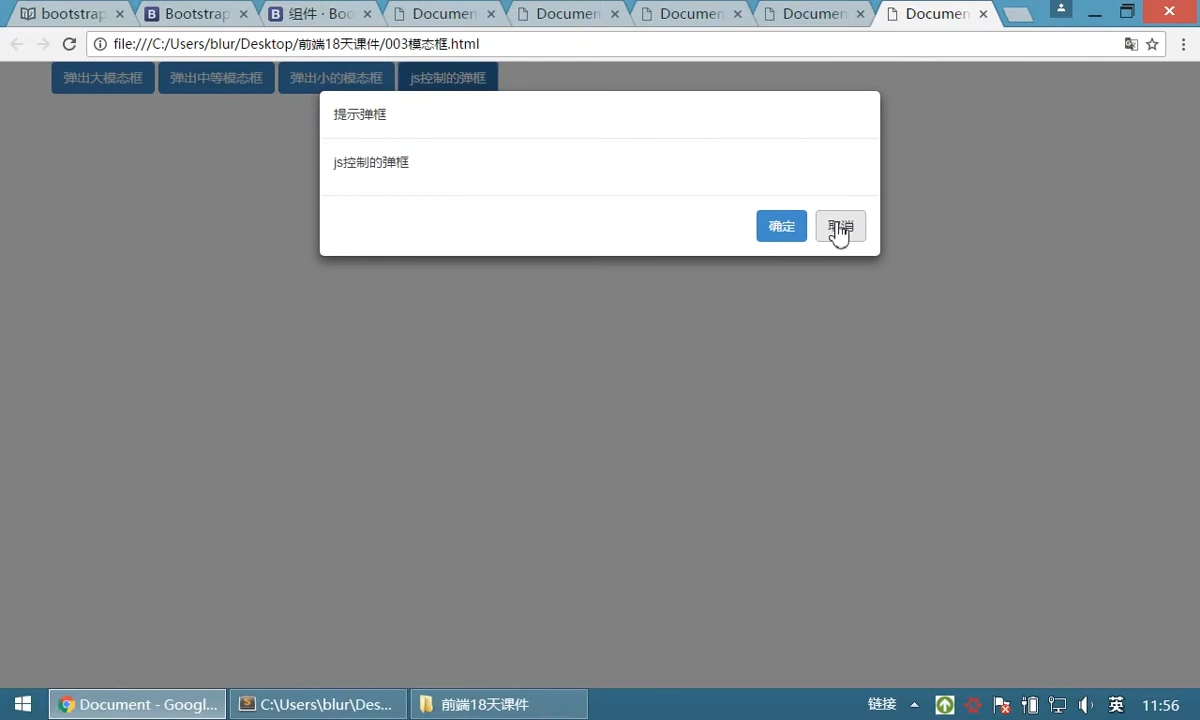 bootstrap
Bootstrap
组件 · Boo
Documen
Documen
Documen
Documen
Documen
file:///C:/Users/blur/Desktop/前端18天课件/003模态框.html
弹出大模态框
弹出中等模态框
弹出小的模态框
js控制的弹框
提示弹框
js控制的弹框
确定
取消
Document - Googl...
C:\Users\blur\Des...
前端18天课件
链接
英
11:56